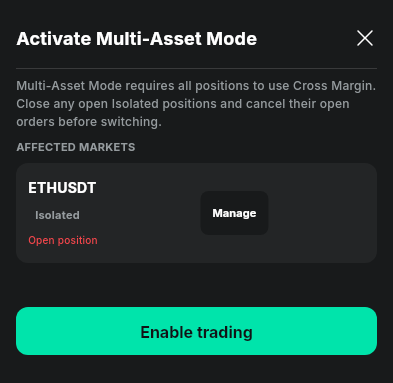 Activate Multi-Asset Mode
Multi-Asset Mode requires all positions to use Cross Margin.
Close any open Isolated positions and cancel their open
orders before switching.
AFFECTED MARKETS
ETHUSDT
Isolated
Manage
Open position
Enable trading